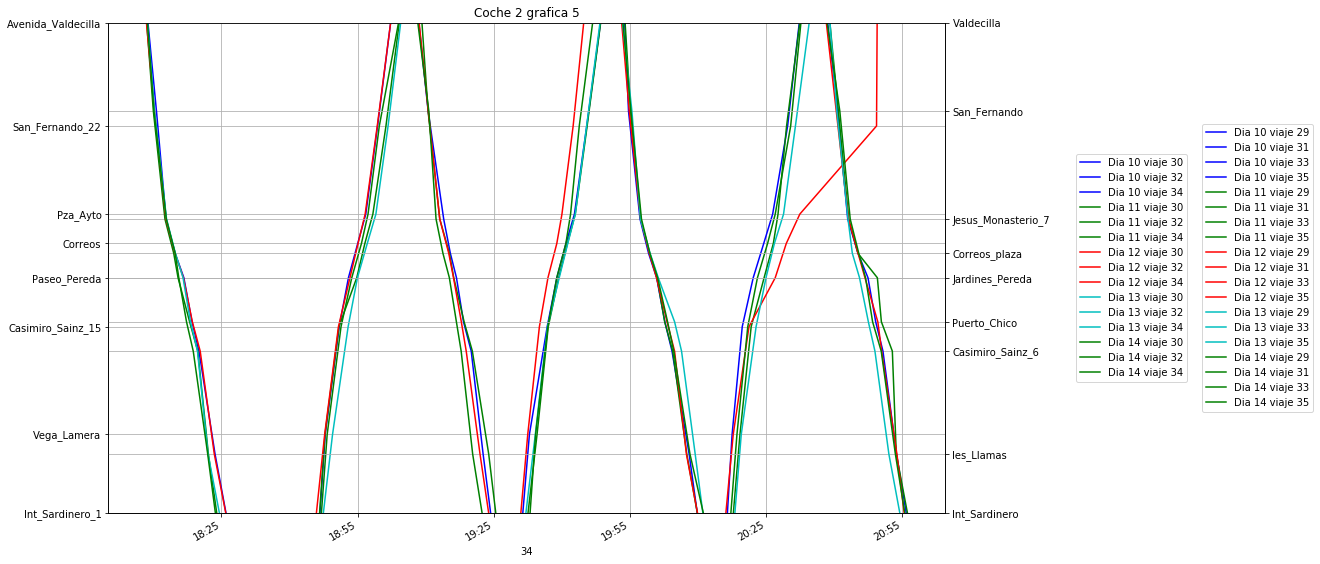 Coche 2 grafica 5
Avenida_Valdecilla
San_Fernando_22
Pza_Ayto
Correos
Paseo_Pereda
Casimiro_Sainz_15
Vega_Lamera
Int_Sardinero_1
Valdecilla
San_Fernando
Jesus_Monasterio_7
Correos_plaza
Jardines_Pereda
Puerto_Chico
Casimiro_Sainz_6
Ies_Llamas
Int_Sardinero
18:25
18:55
19:25
19:55
20:25
20:55
34
Dia 10 viaje 30
Dia 10 viaje 32
Dia 10 viaje 34
Dia 11 viaje 30
Dia 11 viaje 32
Dia 11 viaje 34
Dia 12 viaje 30
Dia 12 viaje 32
Dia 12 viaje 34
Dia 13 viaje 30
Dia 13 viaje 32
Dia 13 viaje 34
Dia 14 viaje 30
Dia 14 viaje 32
Dia 14 viaje 34
Dia 10 viaje 29
Dia 10 viaje 31
Dia 10 viaje 33
Dia 10 viaje 35
Dia 11 viaje 29
Dia 11 viaje 31
Dia 11 viaje 33
Dia 11 viaje 35
Dia 12 viaje 29
Dia 12 viaje 31
Dia 12 viaje 33
Dia 12 viaje 35
Dia 13 viaje 29
Dia 13 viaje 33
Dia 13 viaje 35
Dia 14 viaje 29
Dia 14 viaje 31
Dia 14 viaje 33
Dia 14 viaje 35